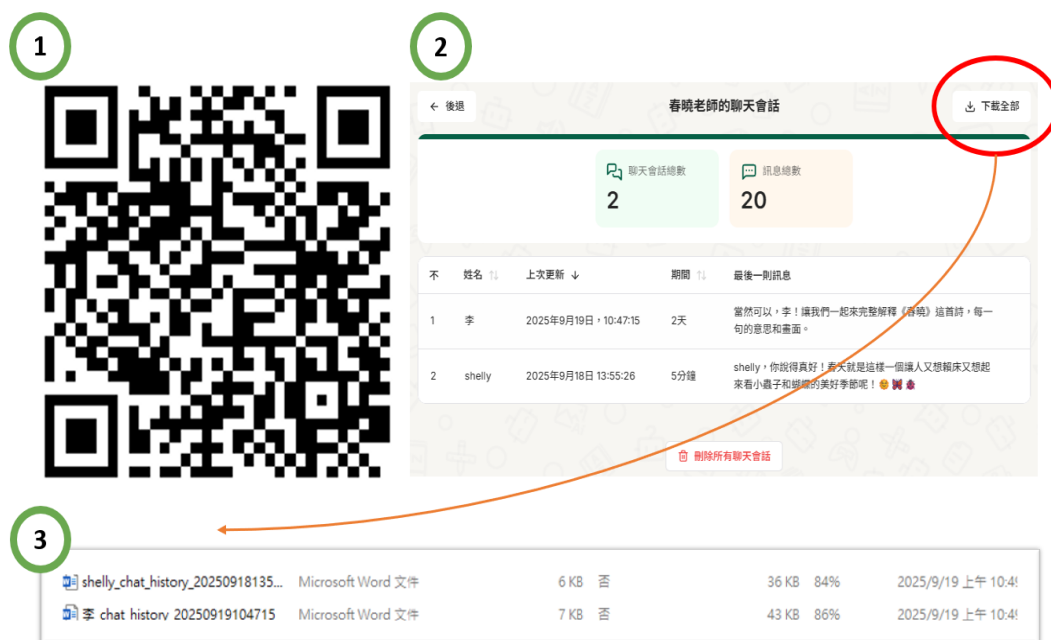 1
2
← 後退
春曉老師的聊天會話
下載全部
聊天會話總數
2
訊息總數
20
不 姓名 ↑↓ 上次更新 ↓ 期間 ↑↓ 最後一則訊息
1 李 2025年9月19日，10:47:15 2天 當然可以，李！讓我們一起來完整解釋《春曉》這首詩，每一
句的意思和畫面。
2 shelly 2025年9月18日 13:55:26 5分鐘 shelly，你說得真好！春天就是這樣一個讓人又想賴床又想起
來看小蟲子和蝴蝶的美好季節呢！
刪除所有聊天會話
3
shelly_chat_history_20250918135... Microsoft Word 文件 6 KB 否 36 KB 84% 2025/9/19 上午 10:49
李 chat history 20250919104715 Microsoft Word 文件 7 KB 否 43 KB 86% 2025/9/19 上午 10:49